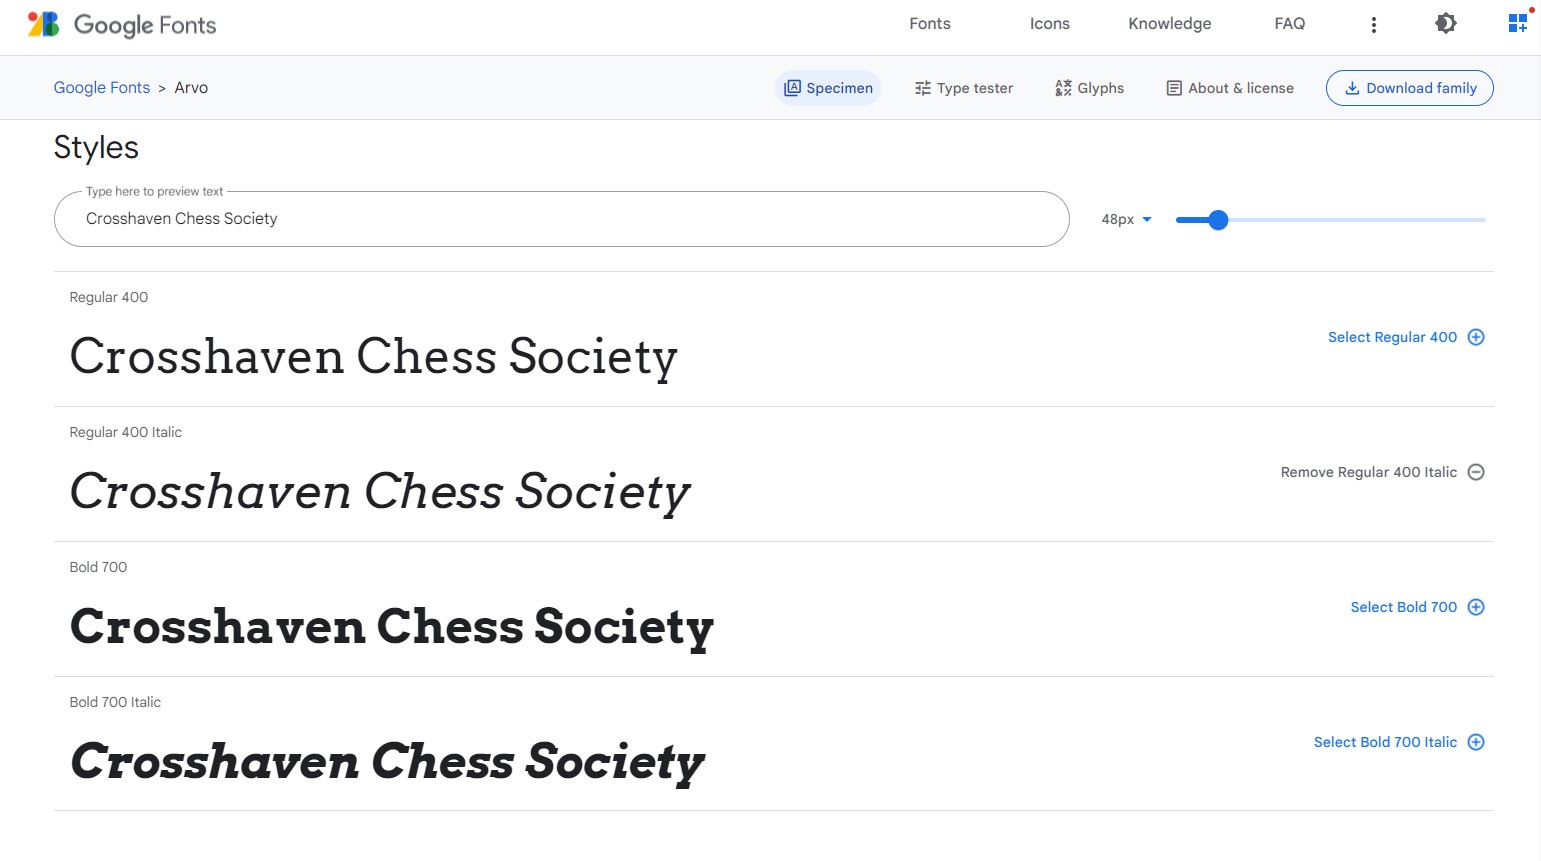 Google Fonts
Fonts
Icons
Knowledge
FAQ
Google Fonts > Arvo
Specimen
Type tester
Glyphs
About & license
Download family
Styles
Type here to preview text
Crosshaven Chess Society
48px
Regular 400
Crosshaven Chess Society
Select Regular 400
Regular 400 Italic
Crosshaven Chess Society
Remove Regular 400 Italic
Bold 700
Crosshaven Chess Society
Select Bold 700
Bold 700 Italic
Crosshaven Chess Society
Select Bold 700 Italic